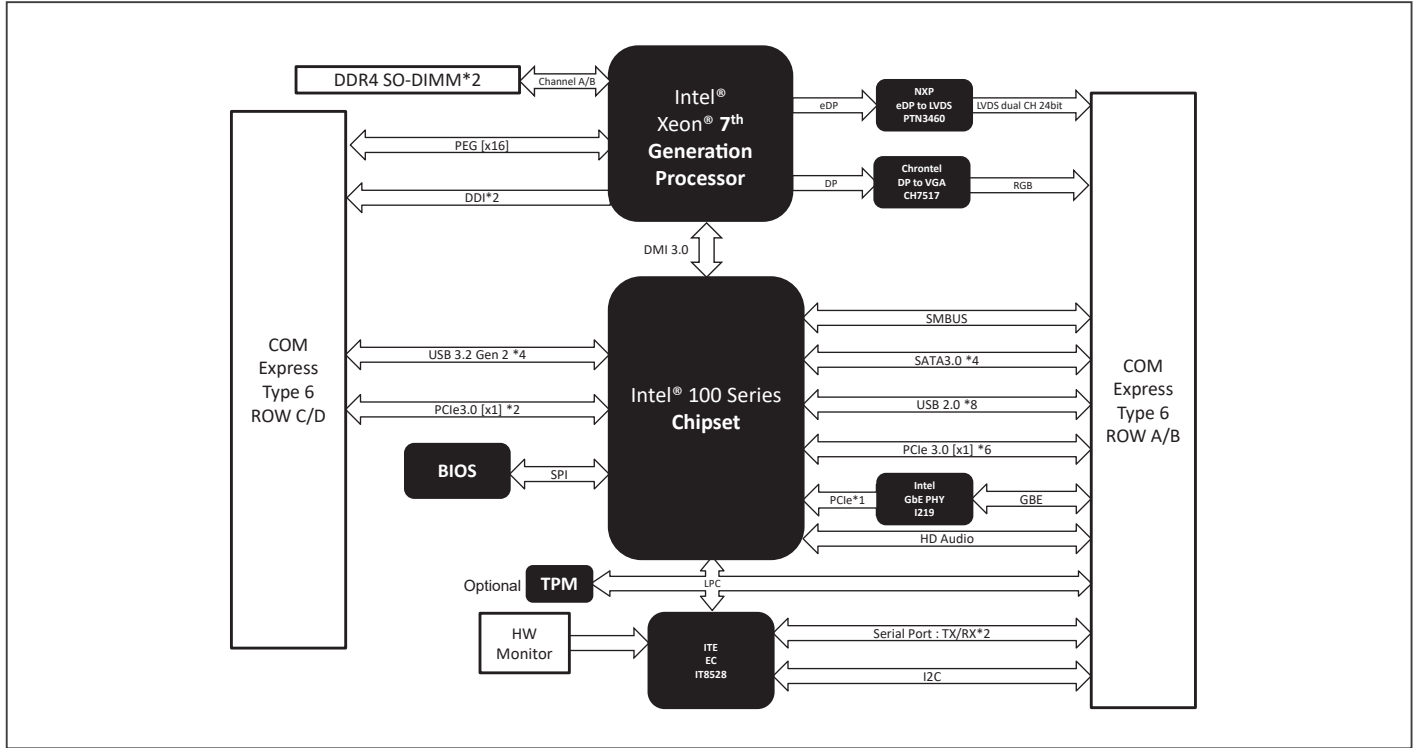 DDR4 SO-DIMM*2
Channel A/B
Intel®
Xeon® 7th
Generation
Processor
eDP
NXP
eDP to LVDS
PTN3460
LVDS dual CH 24bit
PEG [x16]
DDI*2
DP
Chrontel
DP to VGA
CH7517
RGB
DMI 3.0
COM
Express
Type 6
ROW C/D
USB 3.2 Gen 2 *4
PCIe3.0 [x1] *2
BIOS
SPI
Intel® 100 Series
Chipset
SMBUS
SATA3.0 *4
USB 2.0 *8
PCIe 3.0 [x1] *6
PCIe*1
Intel
GbE PHY
I219
GBE
HD Audio
COM
Express
Type 6
ROW A/B
Optional
TPM
LPC
HW
Monitor
ITE
EC
IT8528
Serial Port : TX/RX*2
I2C